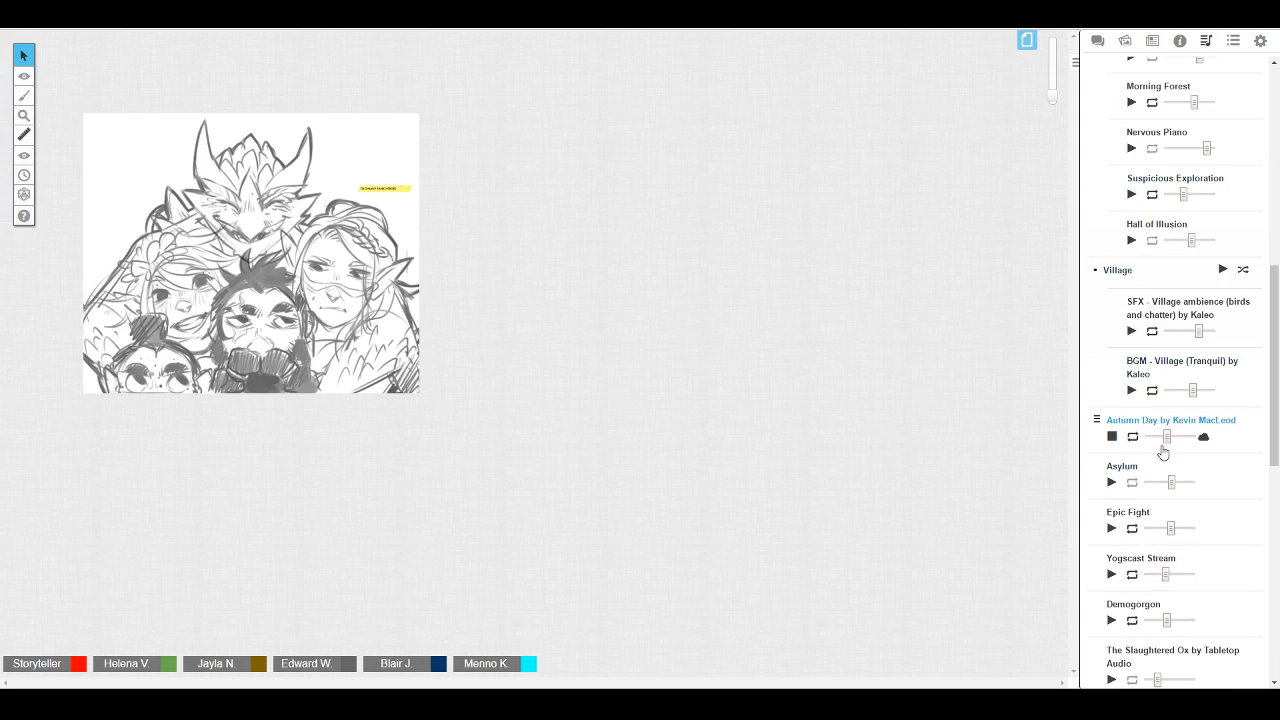 Morning Forest
Nervous Piano
Suspicious Exploration
Hall of Illusion
Village
SFX - Village ambience (birds
and chatter) by Kaleo
BGM - Village (Tranquil) by
Kaleo
Autumn Day by Kevin MacLeod
Asylum
Epic Fight
Yogscast Stream
Demogorgon
The Slaughtered Ox by Tabletop
Audio
Storyteller
Helena V.
Jayla N.
Edward W.
Blair J.
Menno K.